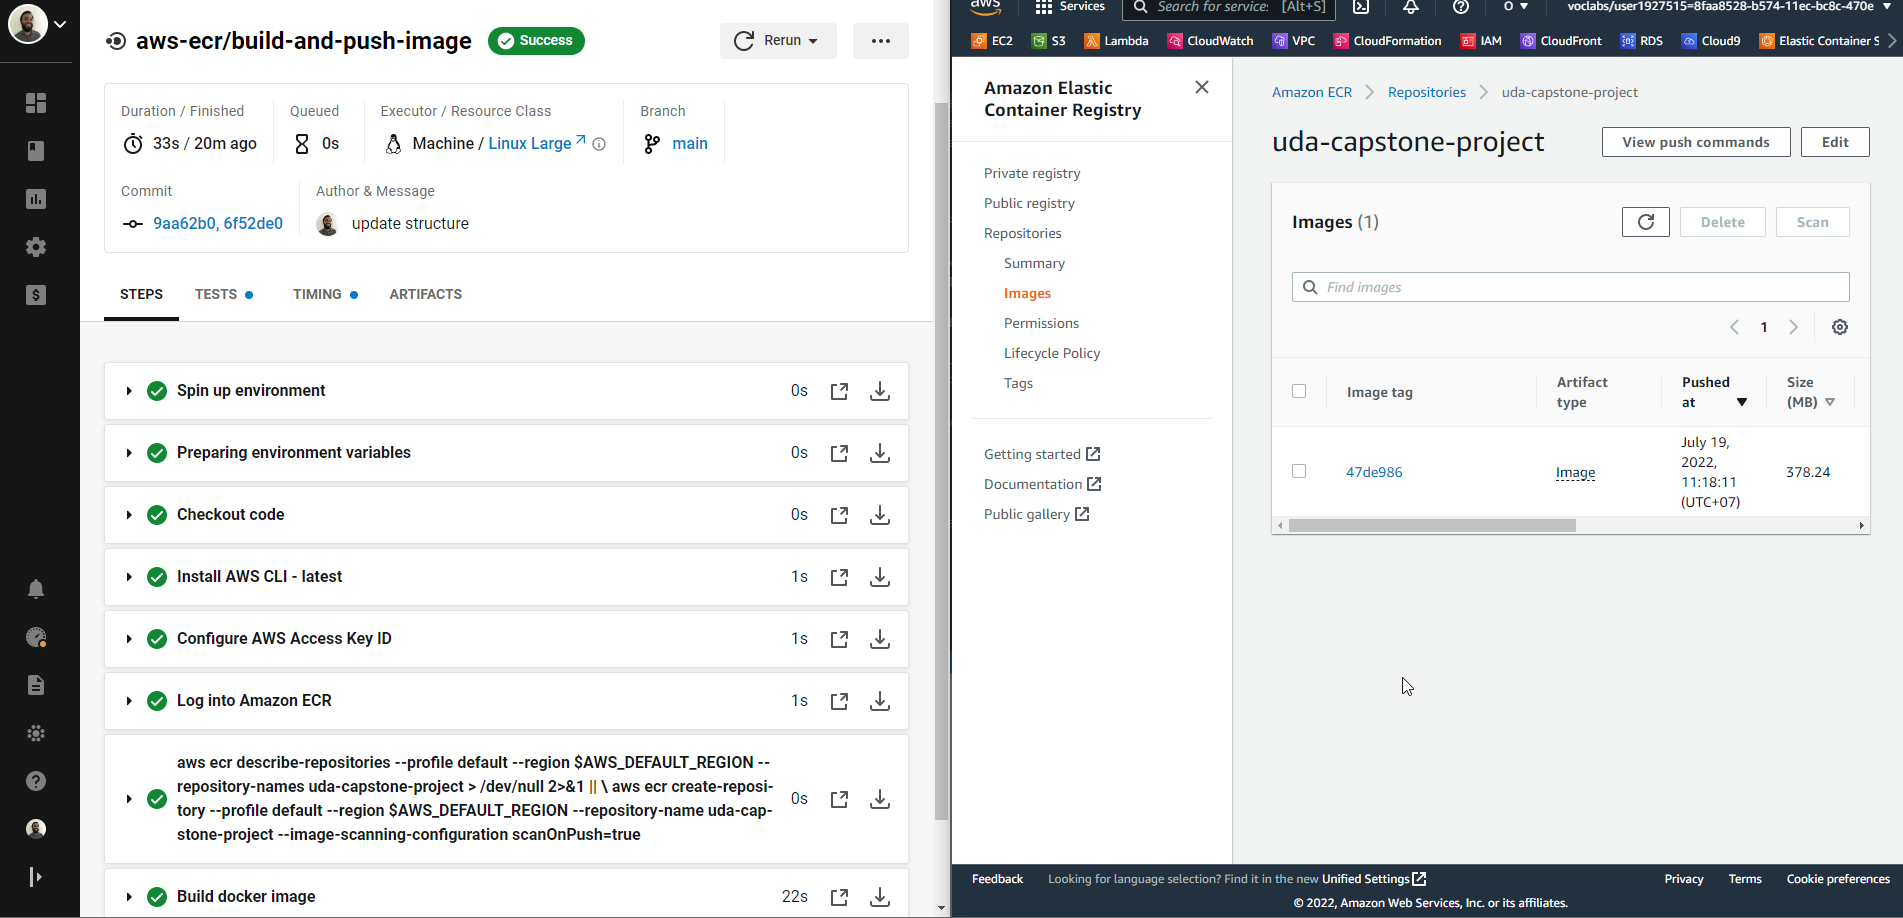 aws-ecr/build-and-push-image
Success
Rerun
Duration / Finished
33s / 20m ago
Queued
0s
Executor / Resource Class
Machine / Linux Large
Branch
main
Commit
9aa62b0, 6f52de0
Author & Message
update structure
STEPS
TESTS
TIMING
ARTIFACTS
Spin up environment
0s
Preparing environment variables
0s
Checkout code
0s
Install AWS CLI - latest
1s
Configure AWS Access Key ID
1s
Log into Amazon ECR
1s
aws ecr describe-repositories --profile default --region $AWS_DEFAULT_REGION --
repository-names uda-capstone-project > /dev/null 2>&1 || \ aws ecr create-reposi-
tory --profile default --region $AWS_DEFAULT_REGION --repository-name uda-cap-
stone-project --image-scanning-configuration scanOnPush=true
0s
Build docker image
22s
aws
Services
Search for services
[Alt+S]
O
voclabs/user1927515=8faa8528-b574-11ec-bc8c-470e
EC2
S3
Lambda
CloudWatch
VPC
CloudFormation
IAM
CloudFront
RDS
Cloud9
Elastic Container S
Amazon Elastic
Container Registry
Private registry
Public registry
Repositories
Summary
Images
Permissions
Lifecycle Policy
Tags
Getting started
Documentation
Public gallery
Amazon ECR
Repositories
uda-capstone-project
uda-capstone-project
View push commands
Edit
Images (1)
Delete
Scan
Find images
1
Image tag
Artifact
type
Pushed
at
Size
(MB)
47de986
Image
July 19,
2022,
11:18:11
(UTC+07)
378.24
Feedback
Looking for language selection? Find it in the new Unified Settings
Privacy
Terms
Cookie preferences
© 2022, Amazon Web Services, Inc. or its affiliates.